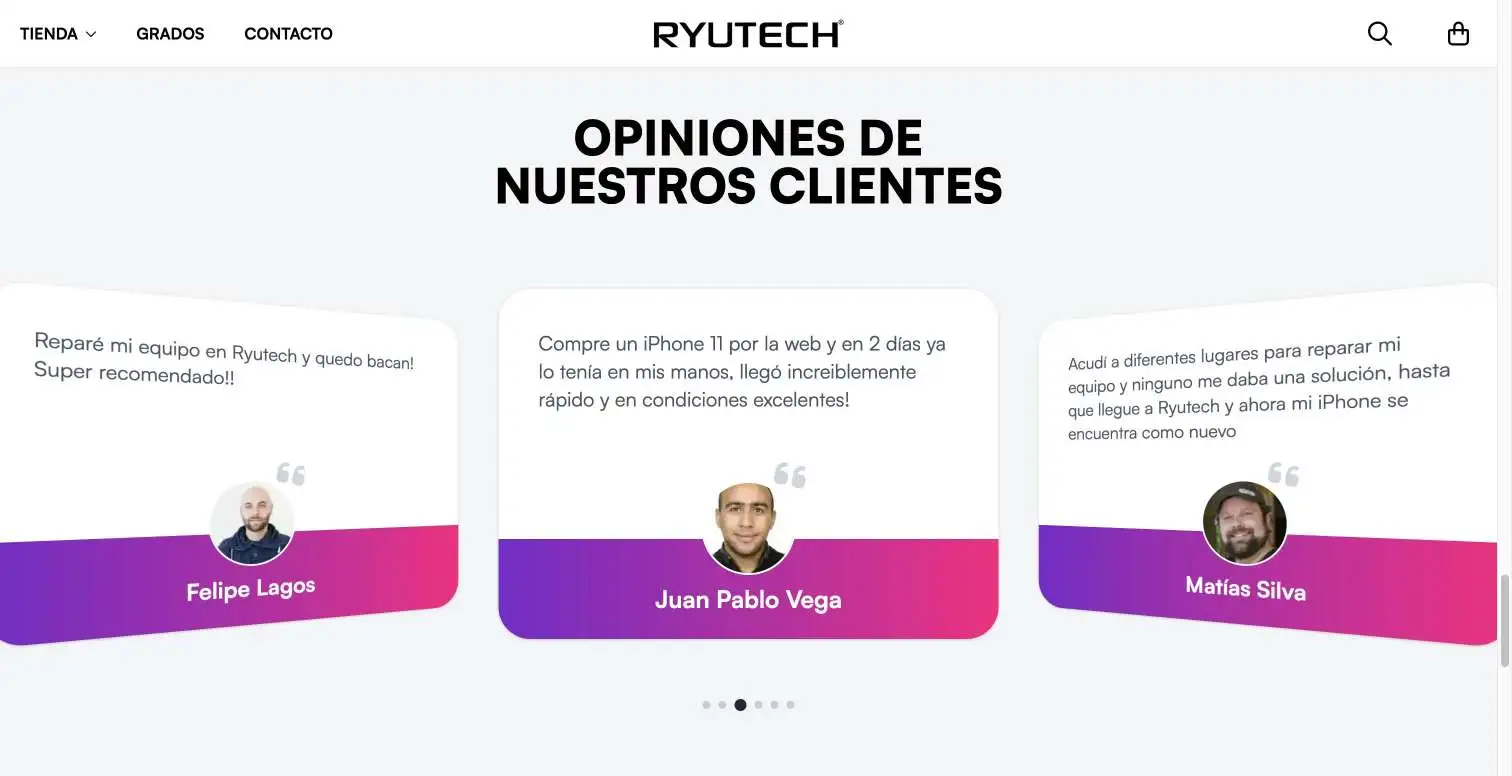 TIENDA
GRADOS
CONTACTO
RYUTECH®
OPINIONES DE
NUESTROS CLIENTES
Reparé mi equipo en Ryutech y quedo bacan!
Super recomendado!!
Felipe Lagos
Compre un iPhone 11 por la web y en 2 días ya
lo tenía en mis manos, llegó increiblemente
rápido y en condiciones excelentes!
Juan Pablo Vega
Acudí a diferentes lugares para reparar mi
equipo y ninguno me daba una solución, hasta
que llegue a Ryutech y ahora mi iPhone se
encuentra como nuevo
Matías Silva